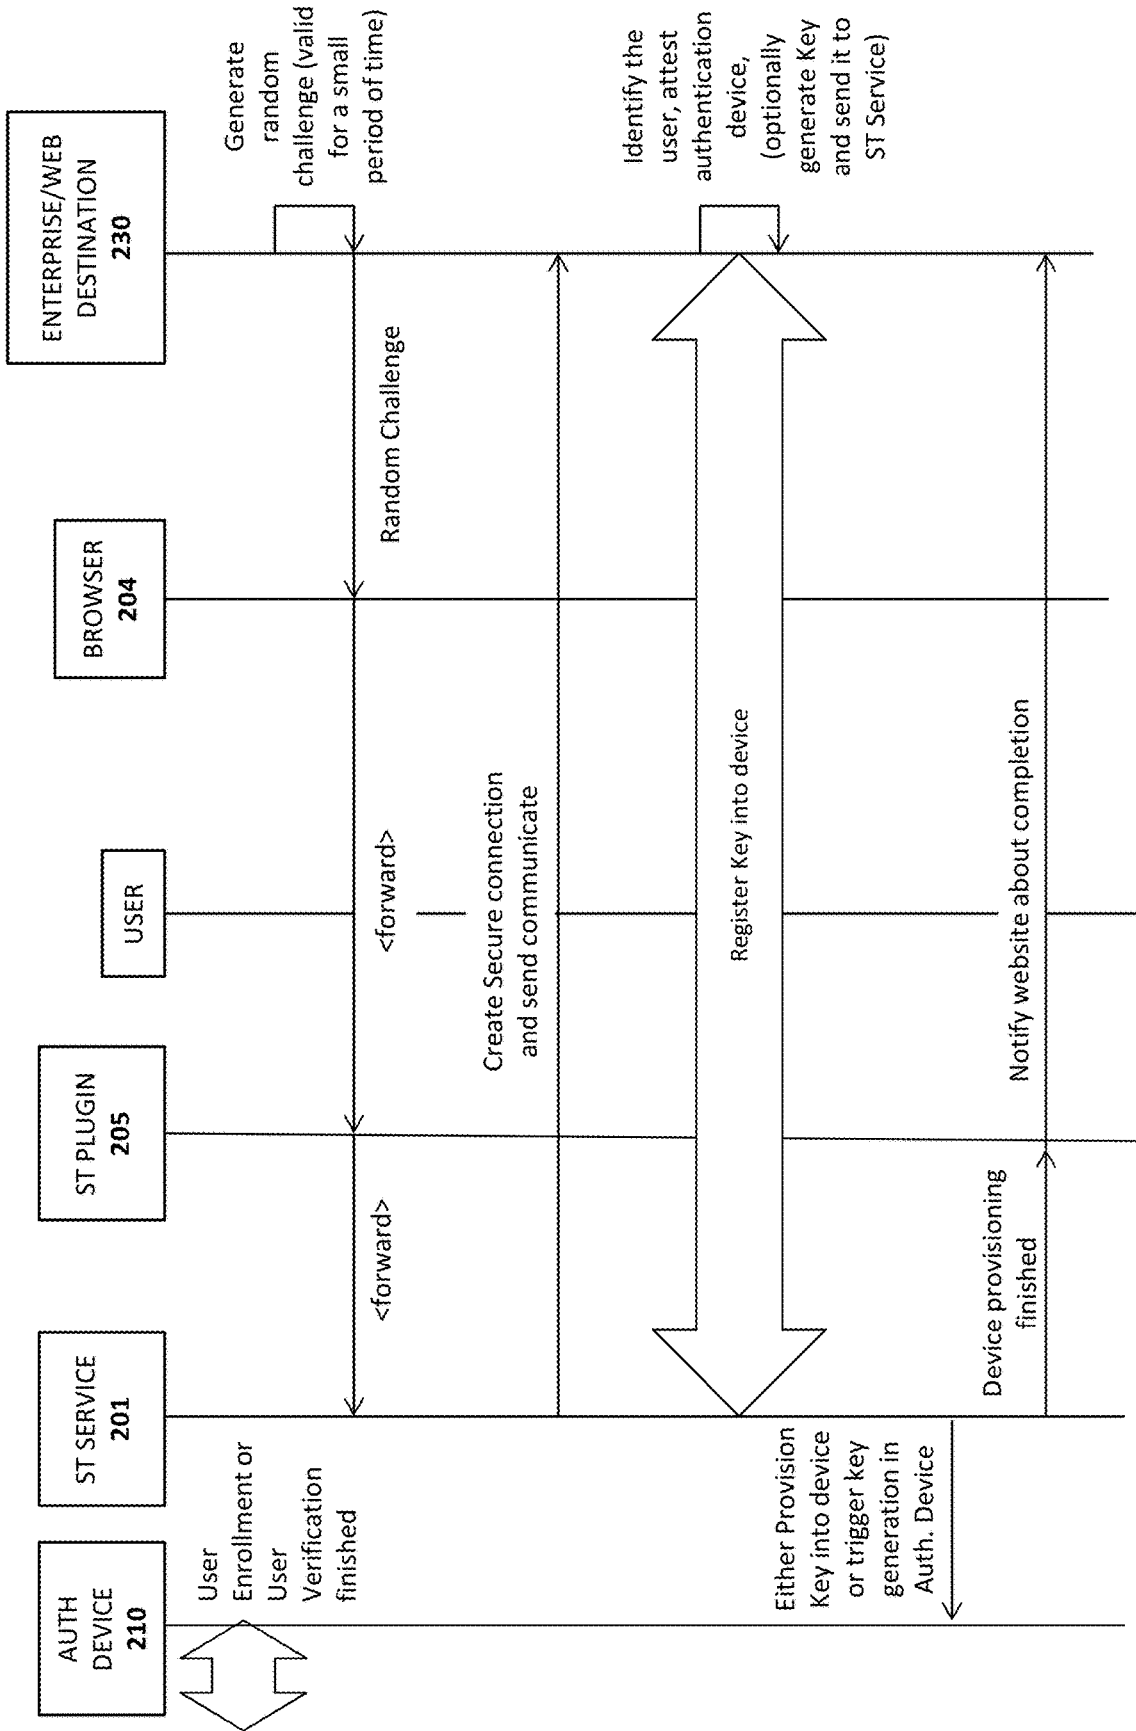 AUTH
DEVICE
210
ST SERVICE
201
ST PLUGIN
205
USER
BROWSER
204
ENTERPRISE/WEB
DESTINATION
230
User
Enrollment or
User
Verification
finished
Generate
random
challenge (valid
for a small
period of time)
Random Challenge
<forward>
<forward>
Create Secure connection
and send communicate
Identify the
user, attest
authentication
device,
(optionally
generate Key
and send it to
ST Service)
Register Key into device
Either Provision
Key into device
or trigger key
generation in
Auth. Device
Device provisioning
finished
Notify website about completion